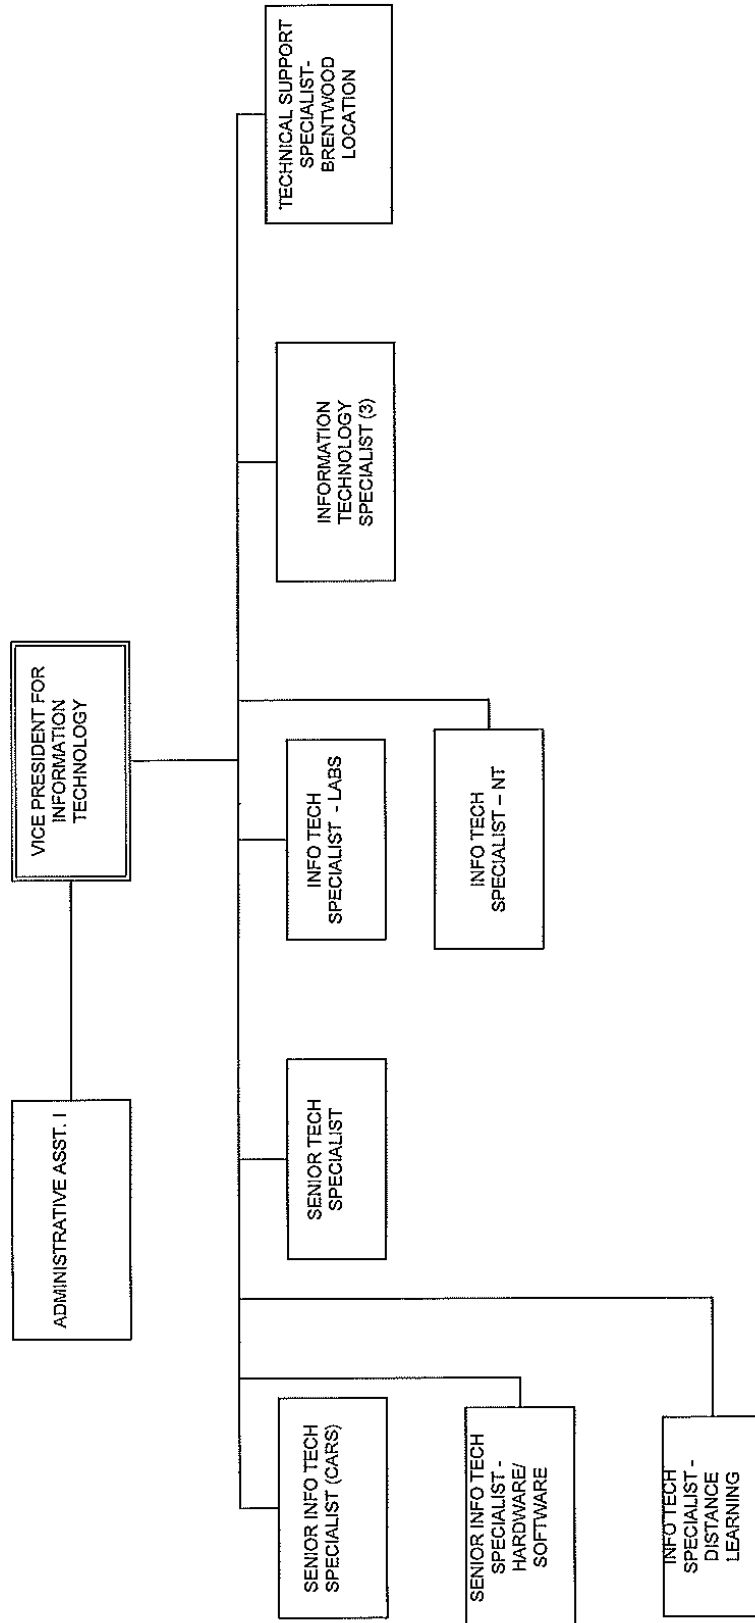 VICE PRESIDENT FOR
INFORMATION
TECHNOLOGY
ADMINISTRATIVE ASST. I
SENIOR INFO TECH
SPECIALIST (CARS)
SENIOR INFO TECH
SPECIALIST -
HARDWARE/
SOFTWARE
INFO TECH
SPECIALIST -
DISTANCE
LEARNING
SENIOR TECH
SPECIALIST
INFO TECH
SPECIALIST - LABS
INFO TECH
SPECIALIST – NT
INFORMATION
TECHNOLOGY
SPECIALIST (3)
TECHNICAL SUPPORT
SPECIALIST-
BRENTWOOD
LOCATION